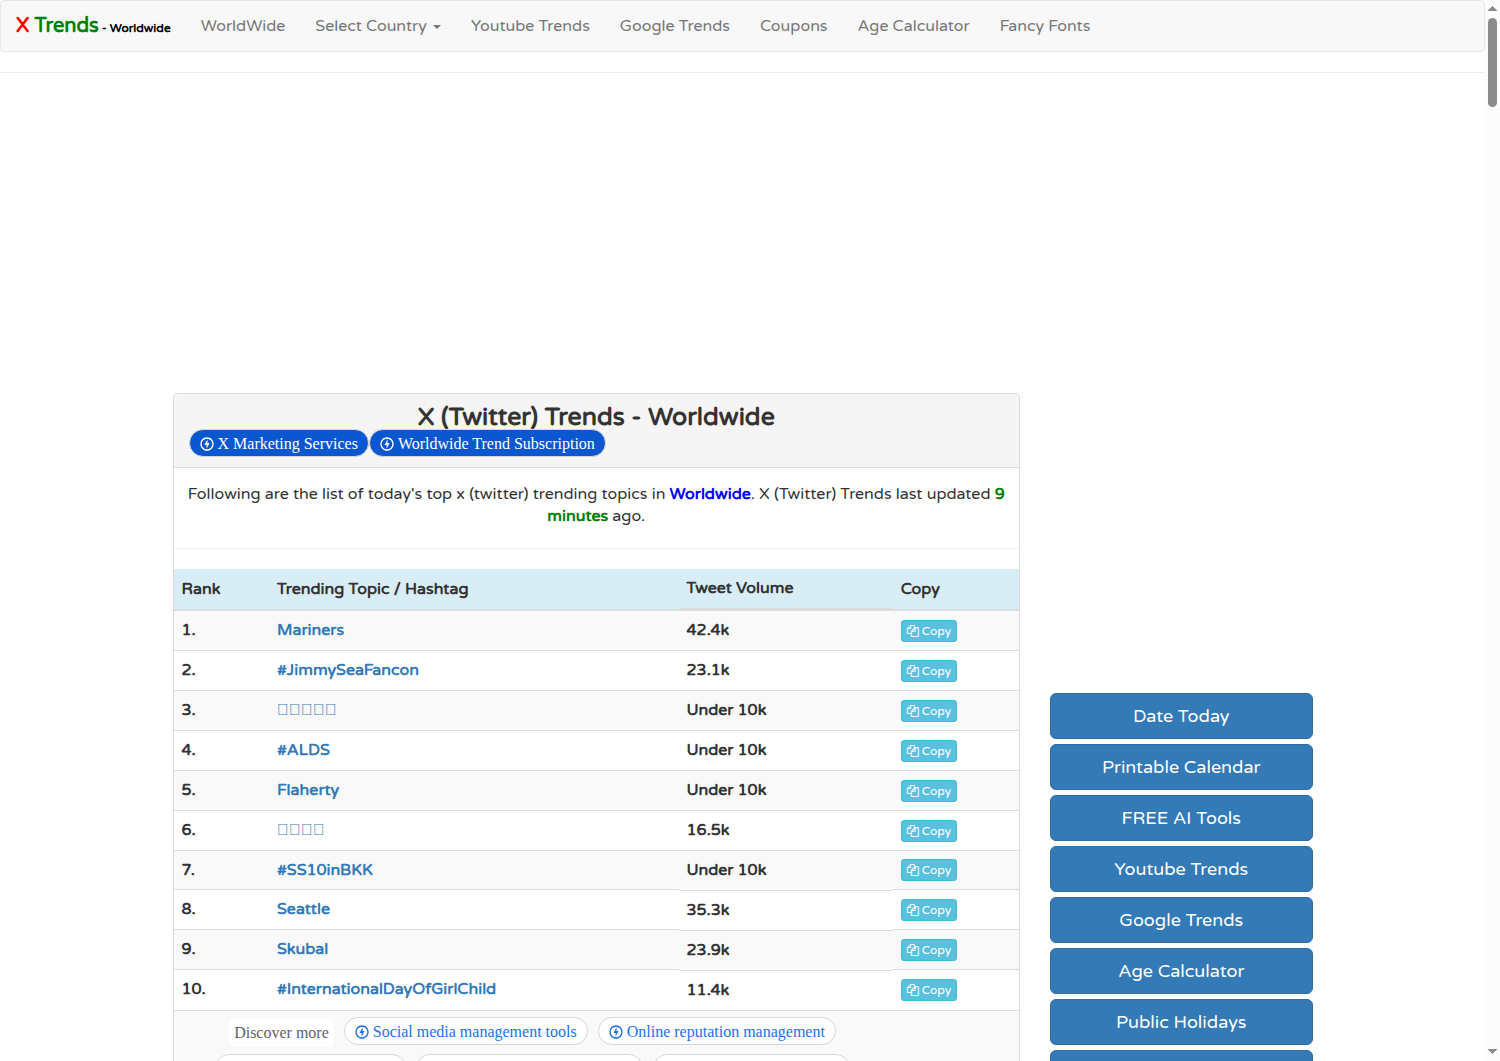 X Trends - Worldwide WorldWide Select Country Youtube Trends Google Trends Coupons Age Calculator Fancy Fonts
X (Twitter) Trends - Worldwide
X Marketing Services Worldwide Trend Subscription
Following are the list of today's top x (twitter) trending topics in Worldwide. X (Twitter) Trends last updated 9
minutes ago.
Rank Trending Topic / Hashtag Tweet Volume Copy
1. Mariners 42.4k Copy
2. #JimmySeaFancon 23.1k Copy
3. Under 10k Copy
4. #ALDS Under 10k Copy
5. Flaherty Under 10k Copy
6. 16.5k Copy
7. #SS10inBKK Under 10k Copy
8. Seattle 35.3k Copy
9. Skubal 23.9k Copy
10. #InternationalDayOfGirlChild 11.4k Copy
Discover more Social media management tools Online reputation management
Date Today
Printable Calendar
FREE AI Tools
Youtube Trends
Google Trends
Age Calculator
Public Holidays